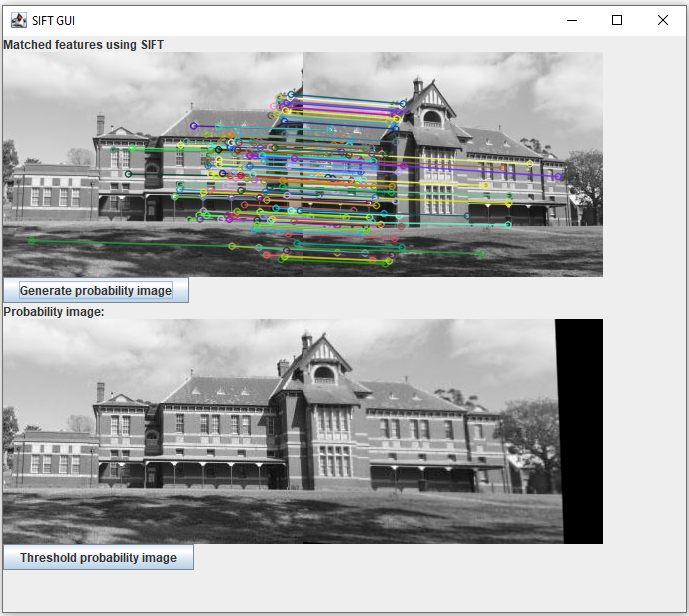 SIFT GUI
Matched features using SIFT
Generate probability image
Probability image:
Threshold probability image